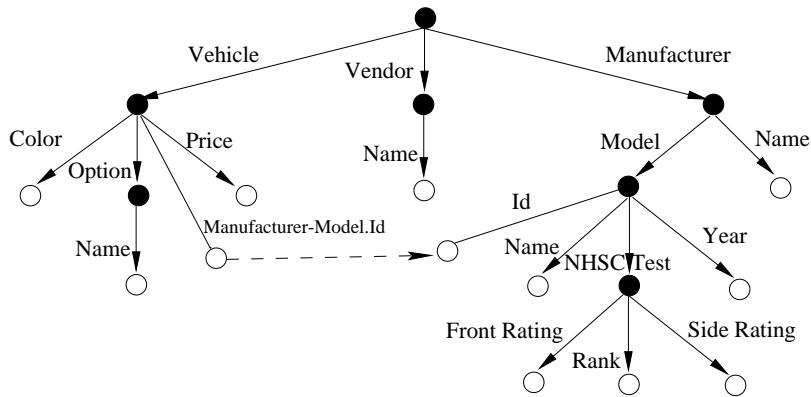 Vehicle
Vendor
Manufacturer
Color
Option
Price
Name
Model
Name
Name
Manufacturer-Model.Id
Id
Name
NHSC Test
Year
Front Rating
Rank
Side Rating